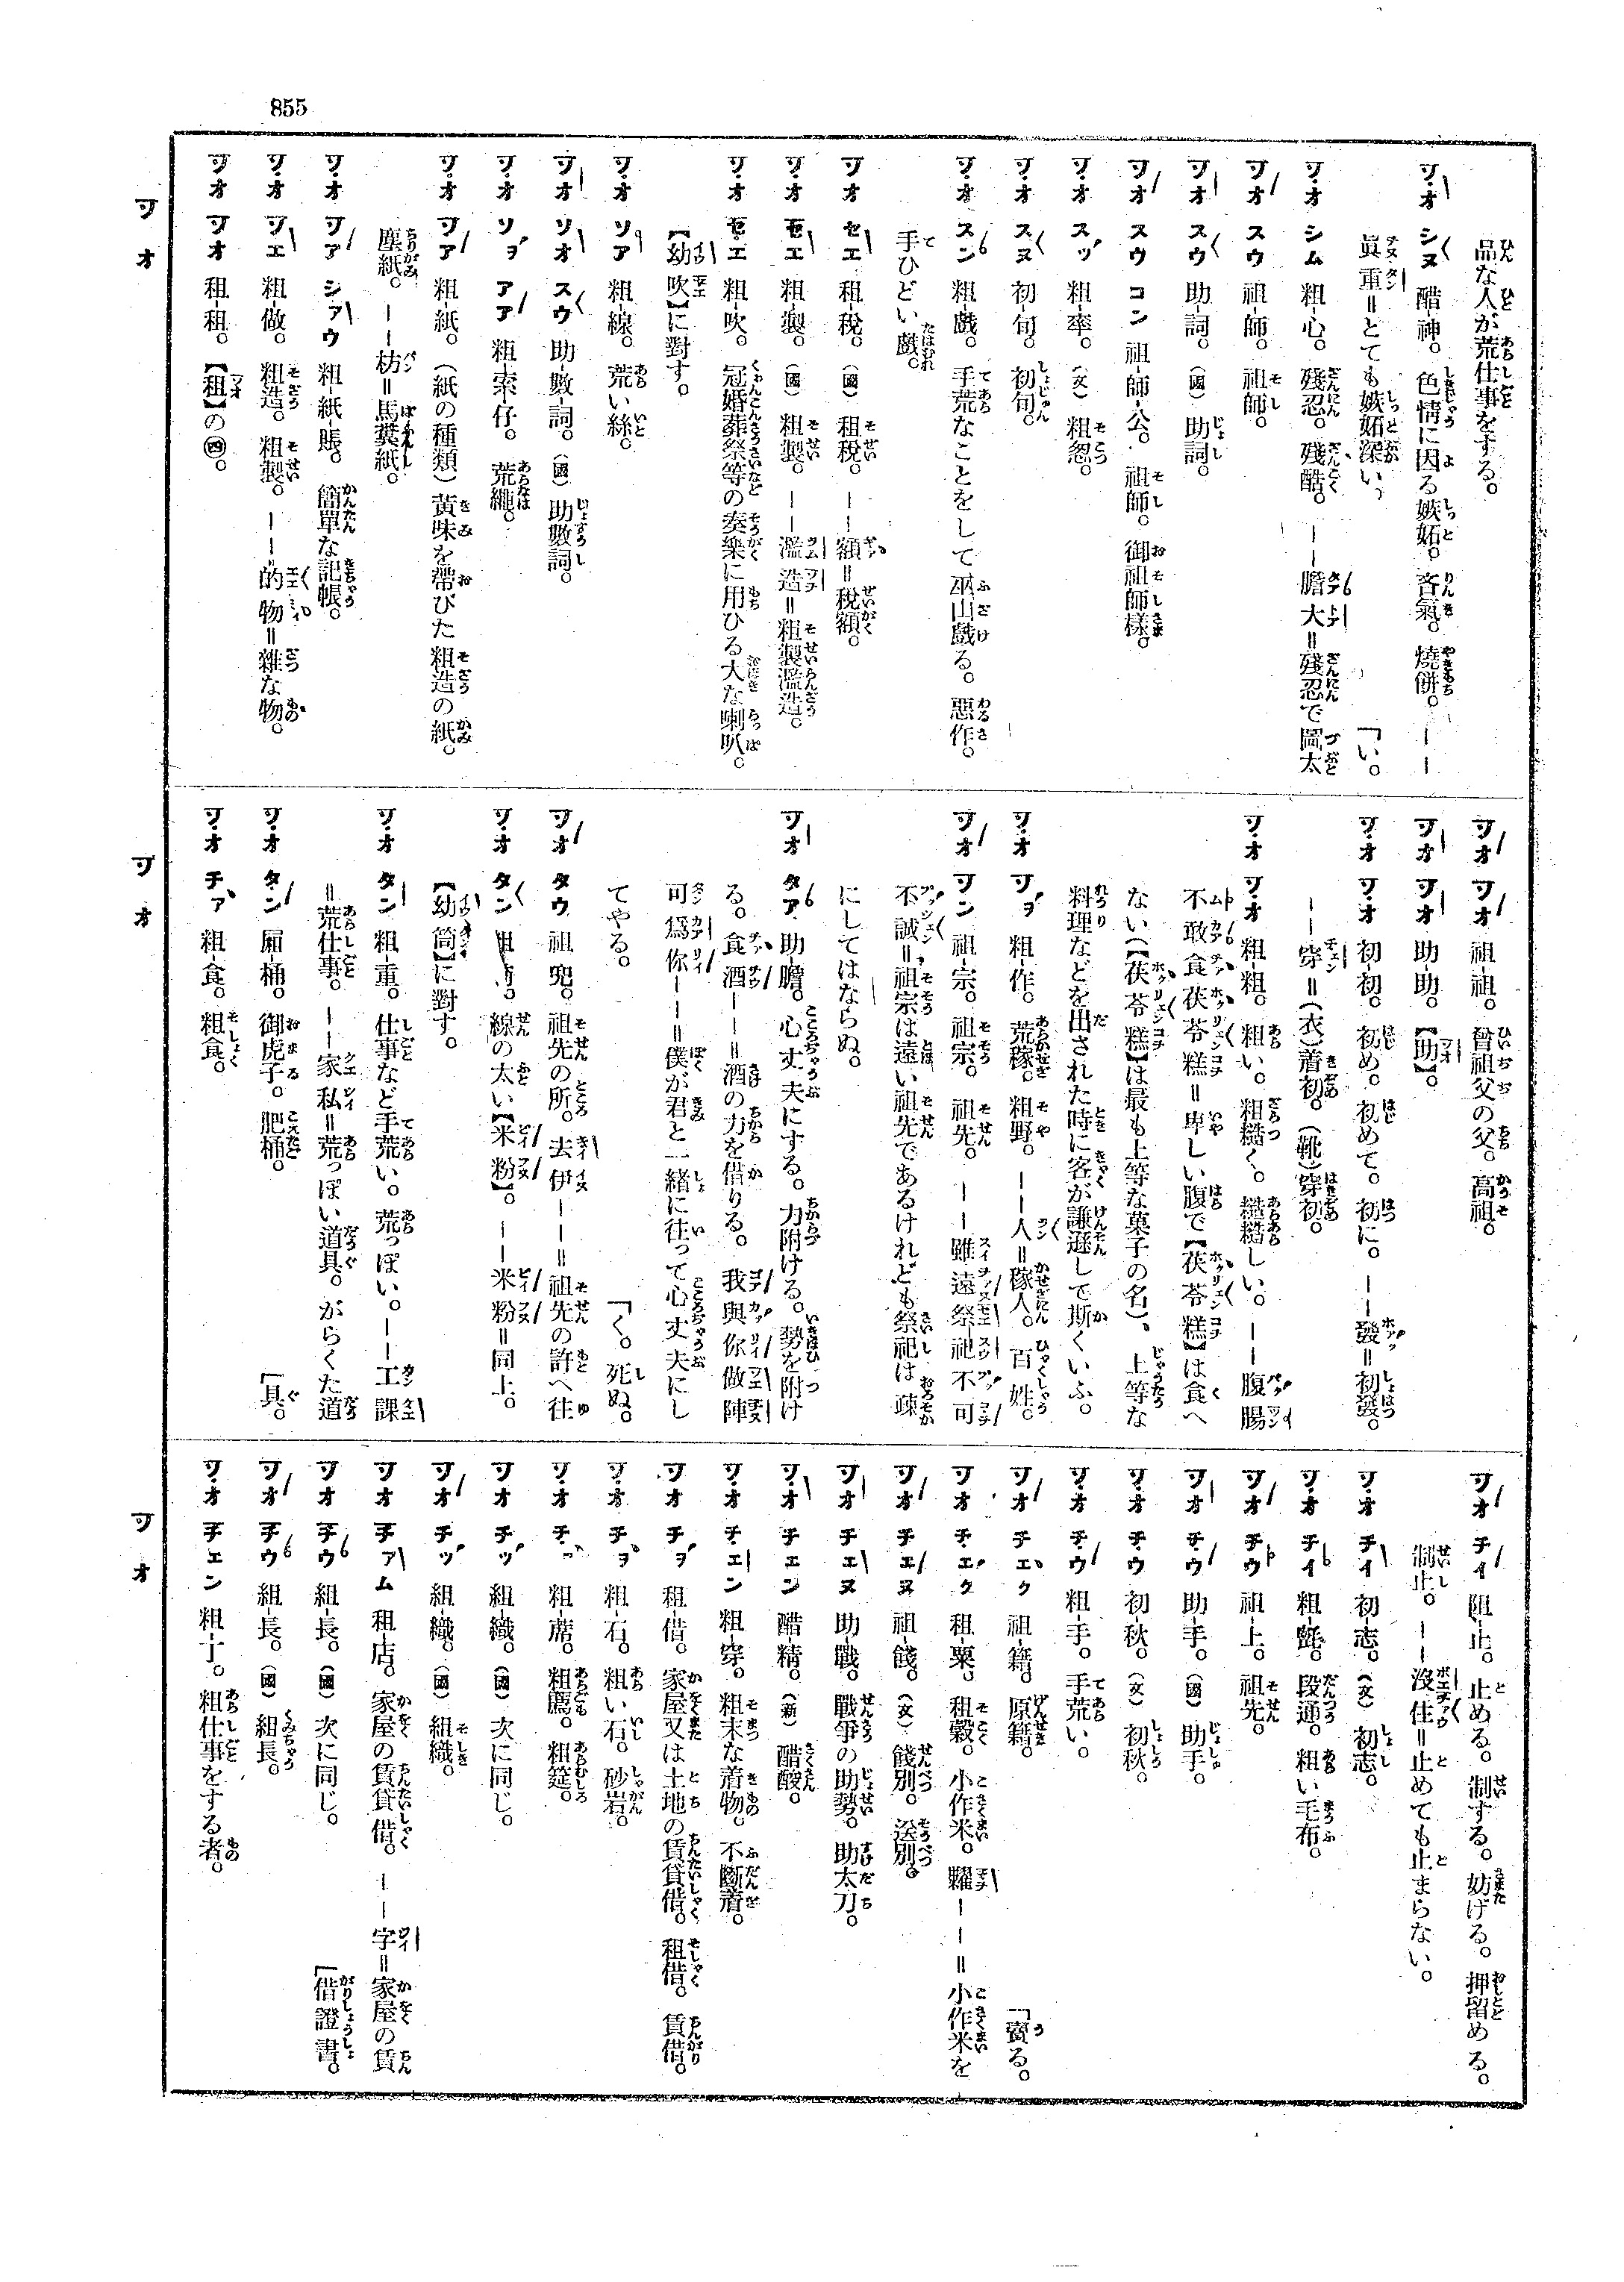 855
品な人が荒仕事をする。
ツオ シヌ 醋-神。色情に因る嫉妬。吝氣。燒餅。——
眞重=とても嫉妬深い。「い。
ツオ シム 粗-心。殘忍。殘酷。——膽大=殘忍で圖太
ツオ スウ 祖-師。祖師。
ツオ スウ 助-詞。(國)助詞。
ツオ スウ コン 祖-師-公。祖師。御祖師樣。
ツオ スッ 粗-率。(文)粗忽。
ツオ スヌ 初-旬。初旬。
ツオ スン 粗-戲。手荒なことをして巫山戲る。惡作。
手ひどい戲。
ツオ セエ 租-稅。(國)租稅。——額=稅額。
ツオ セエ 粗-製。(國)粗製。——濫造=粗製濫造。
ツオ セエ 粗-吹。冠婚葬祭等の奏樂に用ひる大な喇叭。
【幼吹】に對す。
ツオ ソア 粗-線。荒い絲。
ツオ ソオ スウ 助-數-詞。(國)助數詞。
ツオ ソヲ アア 粗-索-仔。荒繩。
ツオ ツア 粗-紙。(紙の種類)黃味を帶びた粗造の紙。
塵紙。——枋=馬糞紙。
ツオ ツア シアウ 粗-紙-賬。簡單な記帳。
ツオ ツエ 粗-做。粗造。粗製。——的物=雜な物。
ツオ ツオ 租-租。【租】の㊃。
ツオ ツオ 祖-祖。曾祖父の父。高祖。
ツオ ツオ 助-助。【助】。
ツオ ツオ 初-初。初め。初めて。初に。——發=初發。
——穿=(衣)着初。(靴)穿初。
ツオ ツオ 粗-粗。粗い。粗糙く。糙糙しい。——腹腸
不敢食茯苓糕=卑しい腹で【茯苓糕】は食へ
ない(【茯苓糕】は最も上等な菓子の名)、上等な
料理などを出された時に客が謙遜して斯くいふ。
ツオ ツヲ 粗-作。荒稼。粗野。——人=稼人。百姓。
ツオ ツン 祖-宗。祖宗。祖先。——雖遠祭祀不可
不誠=祖宗は遠い祖先であるけれども祭祀は疎
にしてはならぬ。
ツオ タア 助-膽。心丈夫にする。力附ける。勢を附け
る。食酒——=酒の力を借りる。我與你做陣
可爲你——=僕が君と一緒に往って心丈夫にし
てやる。「く。死ぬ。
ツオ タウ 祖兜。祖先の所。去伊——=祖先の許へ往
ツオ タン 線の太い【米粉】。——米粉=同上。
【幼筒】に對す。
ツオ タン 粗-重。仕事など手荒い。荒っぽい。——工課
=荒仕事。——家私=荒っぽい道具。がらくた道
ツオ タン 屎-桶。御虎子。肥桶。「具。
ツオ チア 粗-食。粗食。
ツオ チイ 阻-止。止める。制する。妨げる。押留める。
制止。——沒住=止めても止まらない。
ツオ チイ 初-志。(文)初志。
ツオ チイ 粗-氈。段通。粗い毛布。
ツオ チウ 祖-上。祖先。
ツオ チウ 助-手。(國)助手。
ツオ チウ 初-秋。(文)初秋。
ツオ チウ 粗-手。手荒い。
ツオ チエク 祖-籍。原籍。「賣る。
ツオ チエク 租-粟。租穀。小作米。糶——=小作米を
ツオ チエヌ 祖-餞。(文)餞別。送別。
ツオ チエヌ 助-戰。戰爭の助勢。助太刀。
ツオ チエン 醋-精。(新)醋酸。
ツオ チエン 粗-穿。粗末な着物。不斷着。
ツオ チヲ 租-借。家屋又は土地の賃貸借。租借。賃借。
ツオ チヲ 粗-石。粗い石。砂岩。
ツオ チヲ 粗-席。粗薦。粗筵。
ツオ チッ 組-織。(國)次に同じ。
ツオ チッ 組-織。(國)組織。
ツオ チアム 租-店。家屋の賃貸借。——字=家屋の賃
ツオ チウ 組-長。(國)次に同じ。「借證書。
ツオ チウ 組-長。(國)組長。
ツオ チエン 粗-丁。粗仕事をする者。
ツオ
ツオ
ツオ